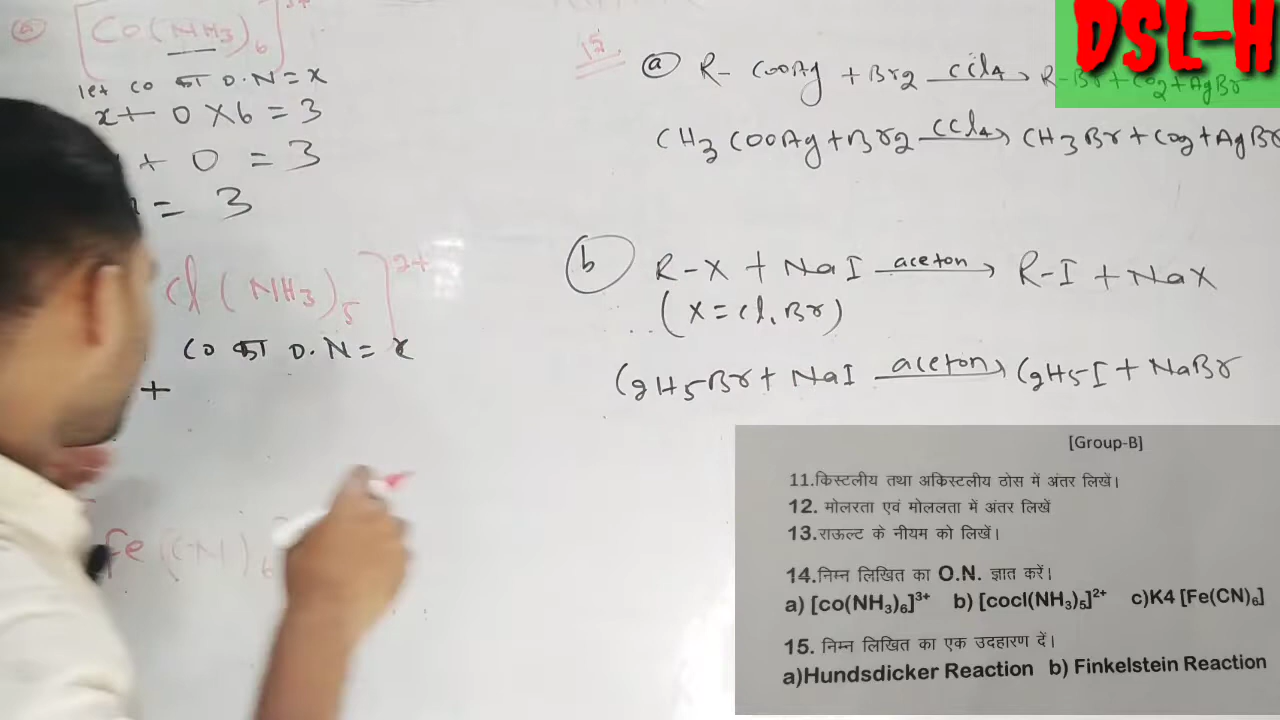 a [Co(NH3)6]3+
let CO का O.N = x
x+ 0 X 6 = 3
+ 0 = 3
= 3
Cl (NH3)5]2+
CO का O.N = x
+
Fe (CN)6
15.
a R- COOAg + Br2 CCl4 R-Br + CO2 + AgBr
CH3 COOAg + Br2 CCl4 CH3Br + CO2 + AgBr
b R-X + NaI aceton R-I + NaX
(X = Cl, Br)
C2H5Br + NaI aceton C2H5I + NaBr
DSL-H
[Group-B]
11.किस्टलीय तथा अकिस्टलीय ठोस में अंतर लिखें।
12. मोलरता एवं मोललता में अंतर लिखें
13.राऊल्ट के नीयम को लिखें।
14.निम्न लिखित का O.N. ज्ञात करें।
a) [co(NH3)6]3+ b) [cocl(NH3)5]2+ c)K4 [Fe(CN)6]
15. निम्न लिखित का एक उदहारण दें।
a)Hundsdicker Reaction b) Finkelstein Reaction